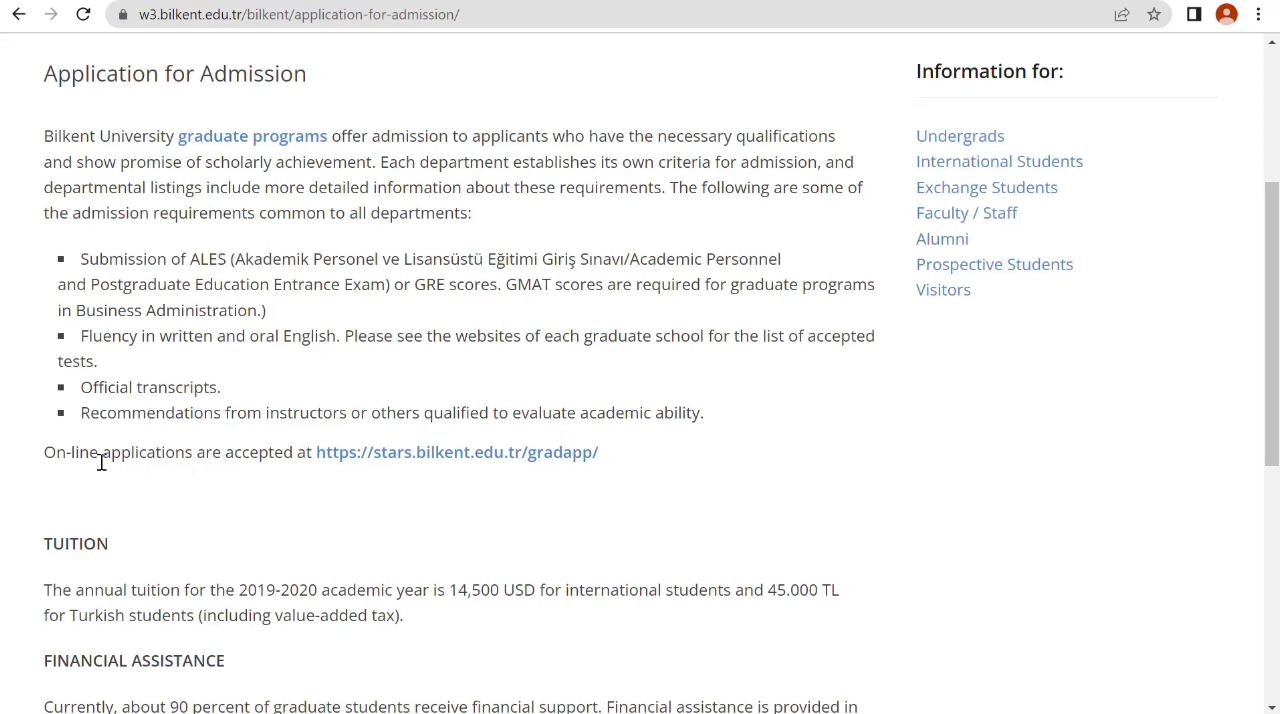 w3.bilkent.edu.tr/bilkent/application-for-admission/
Application for Admission
Bilkent University graduate programs offer admission to applicants who have the necessary qualifications
and show promise of scholarly achievement. Each department establishes its own criteria for admission, and
departmental listings include more detailed information about these requirements. The following are some of
the admission requirements common to all departments:
▪ Submission of ALES (Akademik Personel ve Lisansüstü Eğitimi Giriş Sınavı/Academic Personnel
and Postgraduate Education Entrance Exam) or GRE scores. GMAT scores are required for graduate programs
in Business Administration.)
▪ Fluency in written and oral English. Please see the websites of each graduate school for the list of accepted
tests.
▪ Official transcripts.
▪ Recommendations from instructors or others qualified to evaluate academic ability.
On-line applications are accepted at https://stars.bilkent.edu.tr/gradapp/
TUITION
The annual tuition for the 2019-2020 academic year is 14,500 USD for international students and 45.000 TL
for Turkish students (including value-added tax).
FINANCIAL ASSISTANCE
Currently, about 90 percent of graduate students receive financial support. Financial assistance is provided in
Information for:
Undergrads
International Students
Exchange Students
Faculty / Staff
Alumni
Prospective Students
Visitors